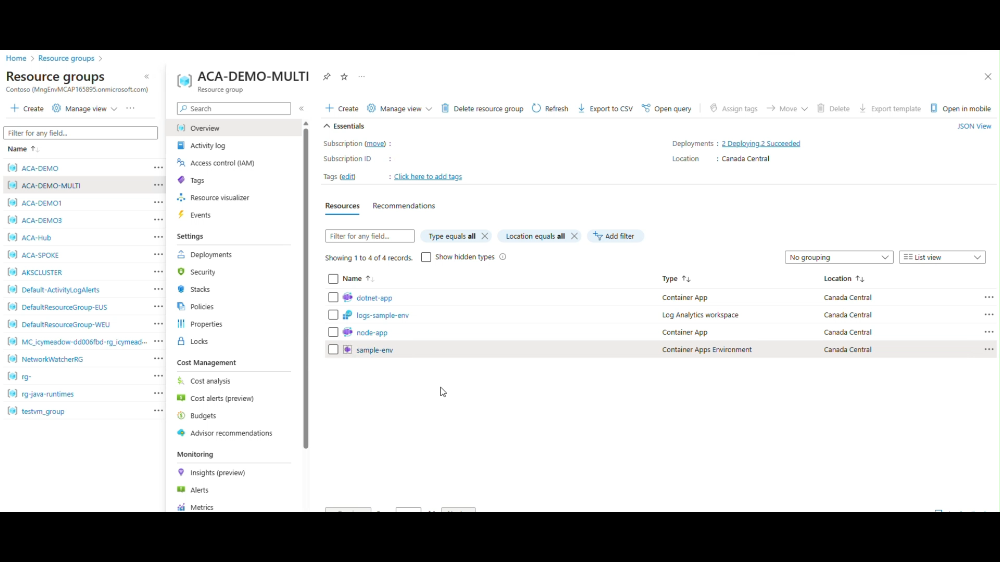 Home > Resource groups >
Resource groups
Contoso (MngEnvMCAP165895.onmicrosoft.com)
Create Manage view
Filter for any field...
Name
ACA-DEMO
ACA-DEMO-MULTI
ACA-DEMO1
ACA-DEMO3
ACA-Hub
ACA-SPOKE
AKSCLUSTER
Default-ActivityLogAlerts
DefaultResourceGroup-EUS
DefaultResourceGroup-WEU
MC_icymeadow-dd006fbd-rg_icymead...
NetworkWatcherRG
rg-
rg-java-runtimes
testvm_group
ACA-DEMO-MULTI
Resource group
Search
Overview
Activity log
Access control (IAM)
Tags
Resource visualizer
Events
Settings
Deployments
Security
Stacks
Policies
Properties
Locks
Cost Management
Cost analysis
Cost alerts (preview)
Budgets
Advisor recommendations
Monitoring
Insights (preview)
Alerts
Metrics
Create Manage view Delete resource group Refresh Export to CSV Open query Assign tags Move Delete Export template Open in mobile
Essentials JSON View
Subscription (move) : Deployments : 2 Deploying,2 Succeeded
Subscription ID : Location : Canada Central
Tags (edit) : Click here to add tags
Resources Recommendations
Filter for any field... Type equals all Location equals all Add filter
Showing 1 to 4 of 4 records. Show hidden types No grouping List view
Name Type Location
dotnet-app Container App Canada Central
logs-sample-env Log Analytics workspace Canada Central
node-app Container App Canada Central
sample-env Container Apps Environment Canada Central